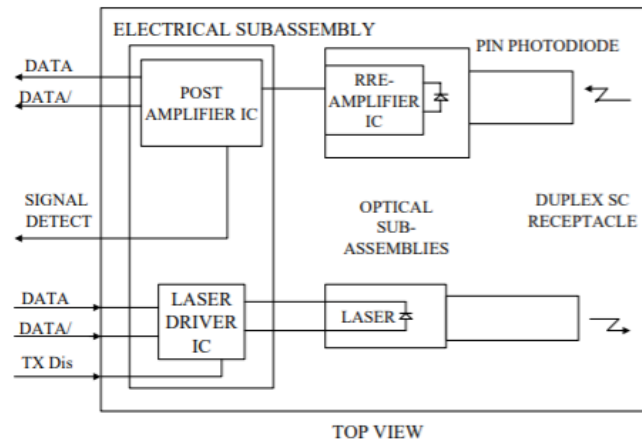 ELECTRICAL SUBASSEMBLY
PIN PHOTODIODE
DATA
DATA/
POST
AMPLIFIER IC
RRE-
AMPLIFIER
IC
SIGNAL
DETECT
OPTICAL
SUB-
ASSEMBLIES
DUPLEX SC
RECEPTACLE
DATA
DATA/
TX Dis
LASER
DRIVER
IC
LASER
TOP VIEW